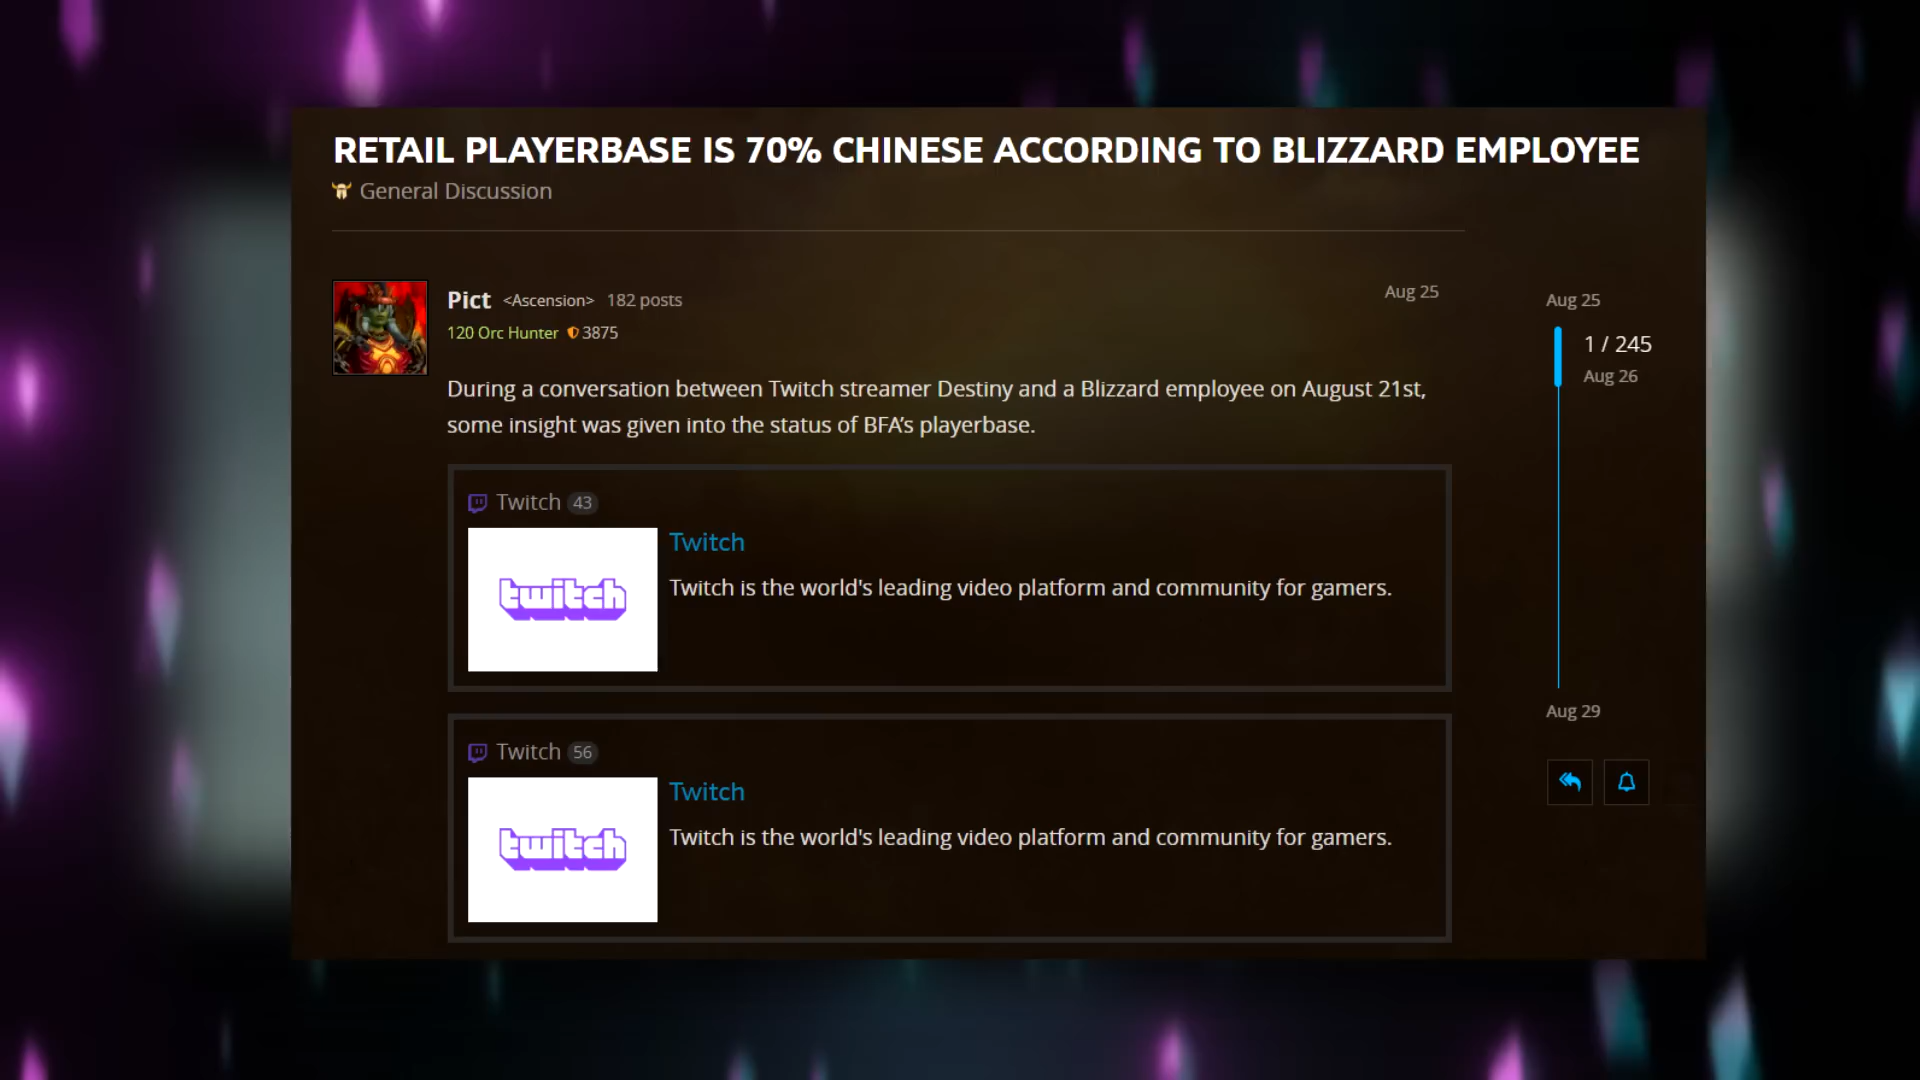 RETAIL PLAYERBASE IS 70% CHINESE ACCORDING TO BLIZZARD EMPLOYEE
General Discussion
Pict <Ascension> 182 posts
Aug 25
120 Orc Hunter 3875
During a conversation between Twitch streamer Destiny and a Blizzard employee on August 21st,
some insight was given into the status of BFA's playerbase.
Twitch 43
twitch
Twitch
Twitch is the world's leading video platform and community for gamers.
Twitch 56
twitch
Twitch
Twitch is the world's leading video platform and community for gamers.
Aug 25
1 / 245
Aug 26
Aug 29